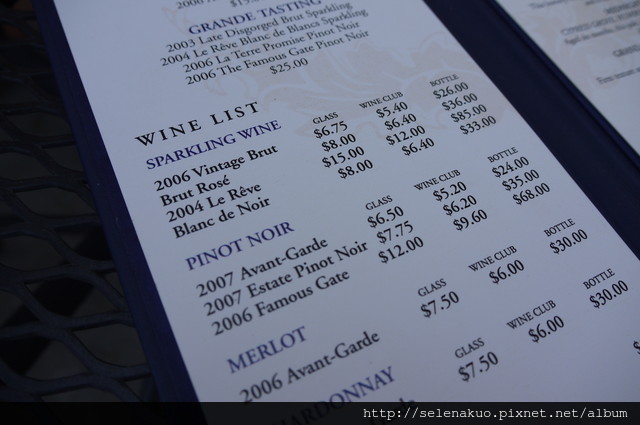 GRANDE TASTING
2003 Late Disgorged Brut Sparkling
2004 Le Rêve Blanc de Blancs Sparkling
2006 La Terre Promise Pinot Noir
2006 The Famous Gate Pinot Noir
$25.00
WINE LIST
SPARKLING WINE GLASS WINE CLUB BOTTLE
2006 Vintage Brut $6.75 $5.40 $26.00
Brut Rosé $8.00 $6.40 $36.00
2004 Le Rêve $15.00 $12.00 $85.00
Blanc de Noir $8.00 $6.40 $33.00
PINOT NOIR GLASS WINE CLUB BOTTLE
2007 Avant-Garde $6.50 $5.20 $24.00
2007 Estate Pinot Noir $7.75 $6.20 $35.00
2006 Famous Gate $12.00 $9.60 $68.00
MERLOT GLASS WINE CLUB BOTTLE
2006 Avant-Garde $7.50 $6.00 $30.00
CHARDONNAY GLASS WINE CLUB BOTTLE
$7.50 $6.00 $30.00
http://selenakuo.pixnet.net/album